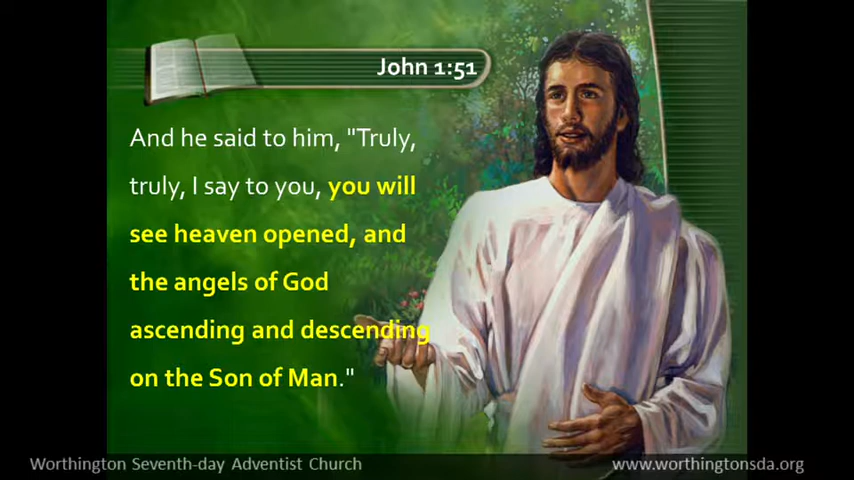 John 1:51
And he said to him, "Truly,
truly, I say to you, you will
see heaven opened, and
the angels of God
ascending and descending
on the Son of Man."
Worthington Seventh-day Adventist Church
www.worthingtonsda.org